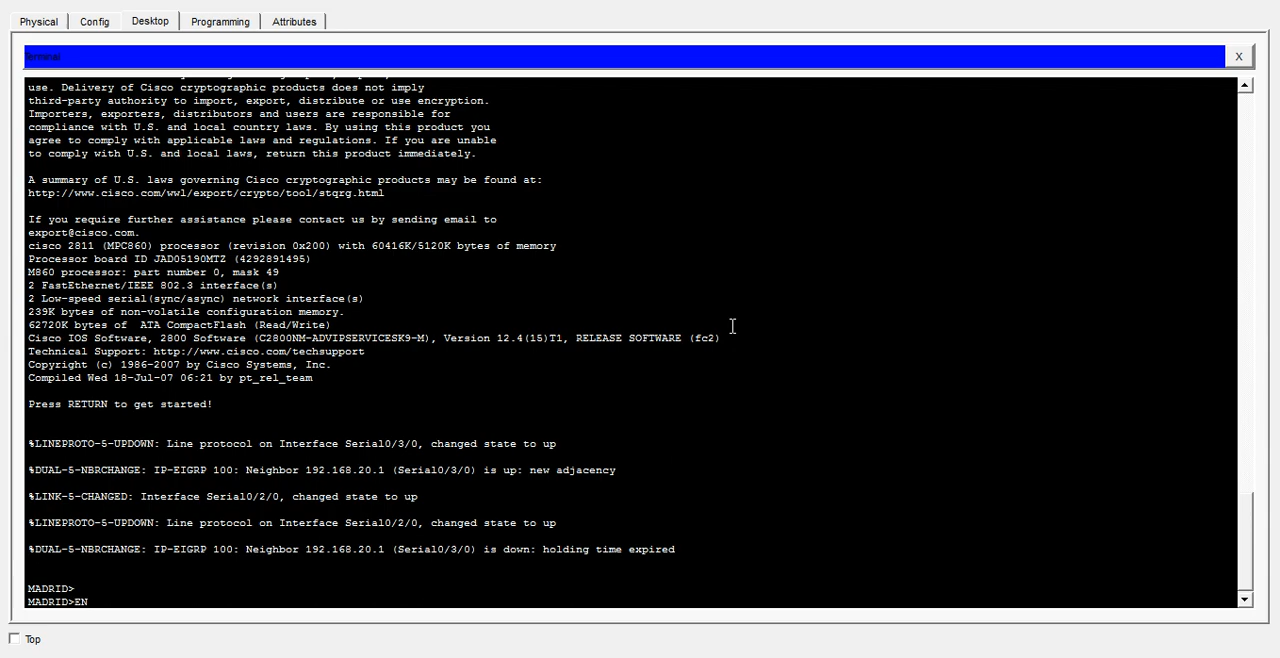 Physical
Config
Desktop
Programming
Attributes
Terminal
X
use. Delivery of Cisco cryptographic products does not imply
third-party authority to import, export, distribute or use encryption.
Importers, exporters, distributors and users are responsible for
compliance with U.S. and local country laws. By using this product you
agree to comply with applicable laws and regulations. If you are unable
to comply with U.S. and local laws, return this product immediately.
A summary of U.S. laws governing Cisco cryptographic products may be found at:
http://www.cisco.com/wwl/export/crypto/tool/stqrg.html
If you require further assistance please contact us by sending email to
export@cisco.com.
cisco 2811 (MPC860) processor (revision 0x200) with 60416K/5120K bytes of memory
Processor board ID JAD05190MTZ (4292891495)
M860 processor: part number 0, mask 49
2 FastEthernet/IEEE 802.3 interface(s)
2 Low-speed serial(sync/async) network interface(s)
239K bytes of non-volatile configuration memory.
62720K bytes of  ATA CompactFlash (Read/Write)
Cisco IOS Software, 2800 Software (C2800NM-ADVIPSERVICESK9-M), Version 12.4(15)T1, RELEASE SOFTWARE (fc2)
Technical Support: http://www.cisco.com/techsupport
Copyright (c) 1986-2007 by Cisco Systems, Inc.
Compiled Wed 18-Jul-07 06:21 by pt_rel_team
Press RETURN to get started!
%LINEPROTO-5-UPDOWN: Line protocol on Interface Serial0/3/0, changed state to up
%DUAL-5-NBRCHANGE: IP-EIGRP 100: Neighbor 192.168.20.1 (Serial0/3/0) is up: new adjacency
%LINK-5-CHANGED: Interface Serial0/2/0, changed state to up
%LINEPROTO-5-UPDOWN: Line protocol on Interface Serial0/2/0, changed state to up
%DUAL-5-NBRCHANGE: IP-EIGRP 100: Neighbor 192.168.20.1 (Serial0/3/0) is down: holding time expired
MADRID>
MADRID>EN
Top